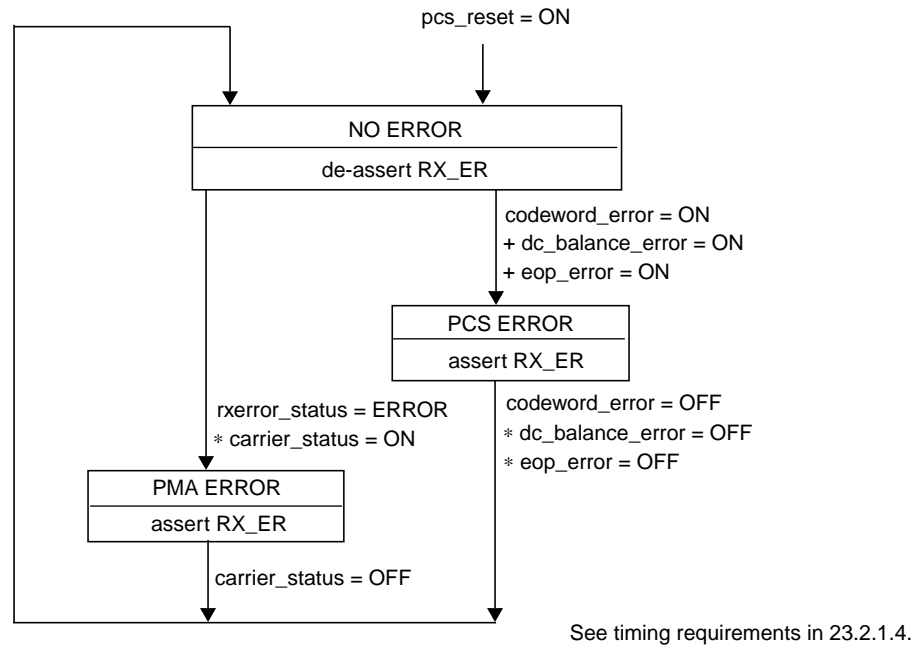 pcs_reset = ON
NO ERROR
de-assert RX_ER
codeword_error = ON
+ dc_balance_error = ON
+ eop_error = ON
PCS ERROR
assert RX_ER
rxerror_status = ERROR
* carrier_status = ON
codeword_error = OFF
* dc_balance_error = OFF
* eop_error = OFF
PMA ERROR
assert RX_ER
carrier_status = OFF
See timing requirements in 23.2.1.4.